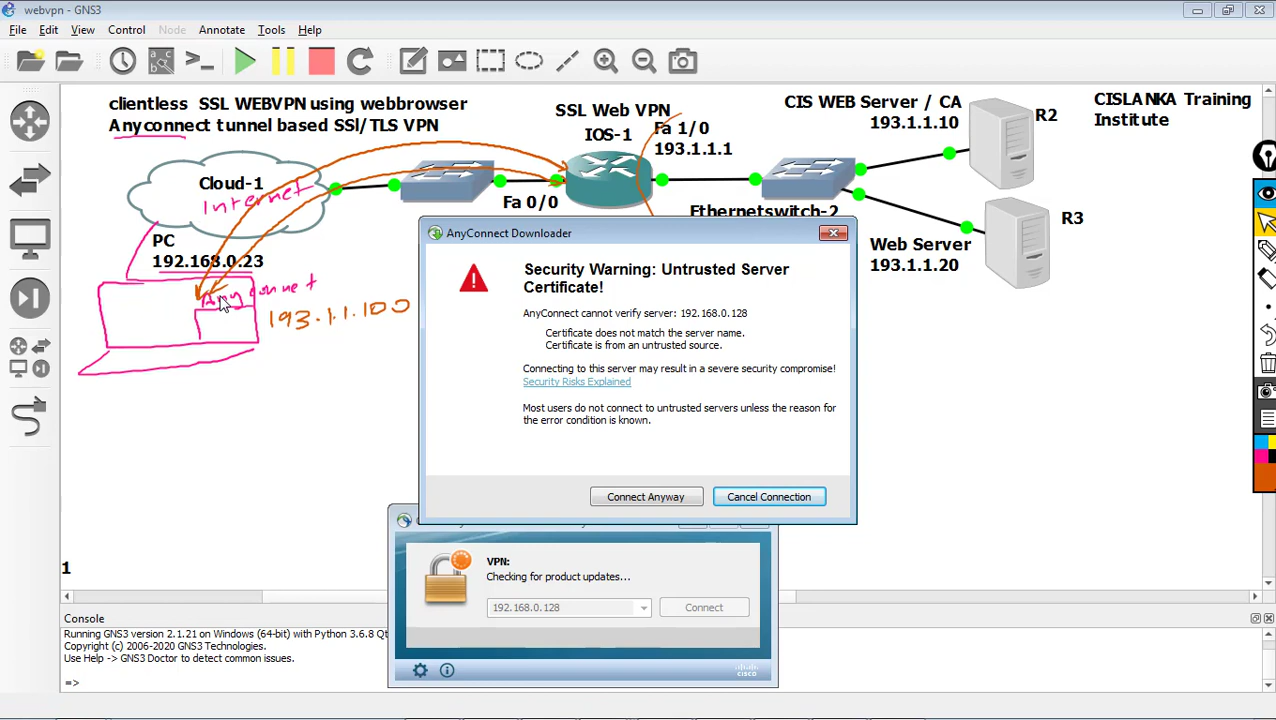 webvpn - GNS3
File Edit View Control Node Annotate Tools Help
clientless SSL WEBVPN using webbrowser
Anyconnect tunnel based SSl/TLS VPN
SSL Web VPN
IOS-1
Fa 1/0
193.1.1.1
CIS WEB Server / CA
193.1.1.10
R2
CISLANKA Training
Institute
Cloud-1
Internet
Fa 0/0
Ethernetswitch-2
R3
Web Server
193.1.1.20
PC
192.168.0.23
Anyconnet
193.1.1.100
AnyConnect Downloader
Security Warning: Untrusted Server
Certificate!
AnyConnect cannot verify server: 192.168.0.128
Certificate does not match the server name.
Certificate is from an untrusted source.
Connecting to this server may result in a severe security compromise!
Security Risks Explained
Most users do not connect to untrusted servers unless the reason for
the error condition is known.
Connect Anyway
Cancel Connection
VPN:
Checking for product updates...
192.168.0.128
Connect
cisco
1
Console
Running GNS3 version 2.1.21 on Windows (64-bit) with Python 3.6.8 Qt
Copyright (c) 2006-2020 GNS3 Technologies.
Use Help -> GNS3 Doctor to detect common issues.
=>